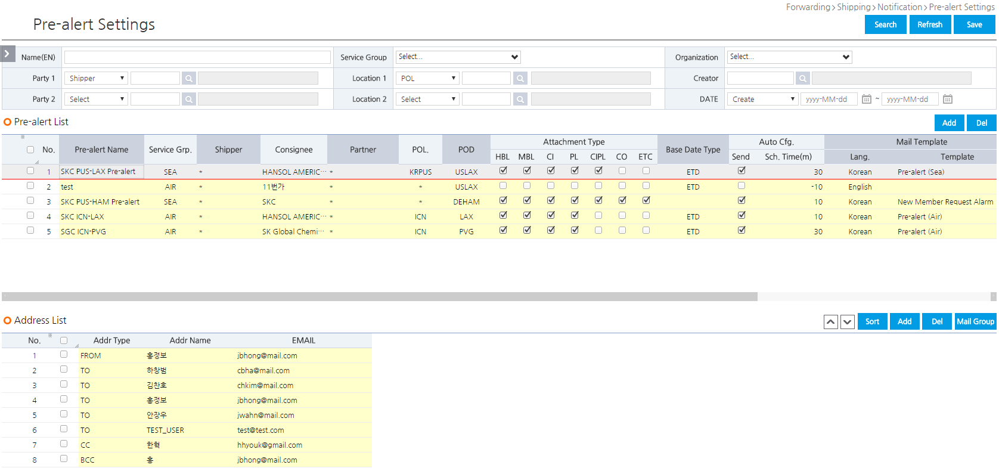 Forwarding > Shipping > Notification > Pre-alert Settings
Pre-alert Settings
Search Refresh Save
Name(EN) Service Group Select... Organization Select...
Party 1 Shipper Location 1 POL Creator
Party 2 Select Location 2 Select DATE Create yyyy-MM-dd ~ yyyy-MM-dd
Pre-alert List Add Del
No. Pre-alert Name Service Grp. Shipper Consignee Partner POL. POD Attachment Type Base Date Type Auto Cfg. Mail Template
HBL MBL CI PL CIPL CO ETC Send Sch. Time(m) Lang. Template
1 SKC PUS-LAX Pre-alert SEA * HANSOL AMERIC... * KRPUS USLAX ETD 30 Korean Pre-alert (Sea)
2 test AIR * 11번가 * * USLAX ETD -10 English
3 SKC PUS-HAM Pre-alert SEA * SKC * * DEHAM 10 Korean New Member Request Alarm
4 SKC ICN-LAX AIR * HANSOL AMERIC... * ICN LAX ETD 10 Korean Pre-alert (Air)
5 SGC ICN-PVG AIR * SK Global Chemi... * ICN PVG ETD 30 Korean Pre-alert (Air)
Address List Sort Add Del Mail Group
No. Addr Type Addr Name EMAIL
1 FROM 홍정보 jbhong@mail.com
2 TO 하창범 cbha@mail.com
3 TO 김찬호 chkim@mail.com
4 TO 홍정보 jbhong@mail.com
5 TO 안장우 jwahn@mail.com
6 TO TEST_USER test@test.com
7 CC 한혁 hhyouk@gmail.com
8 BCC 홍 jbhong@mail.com